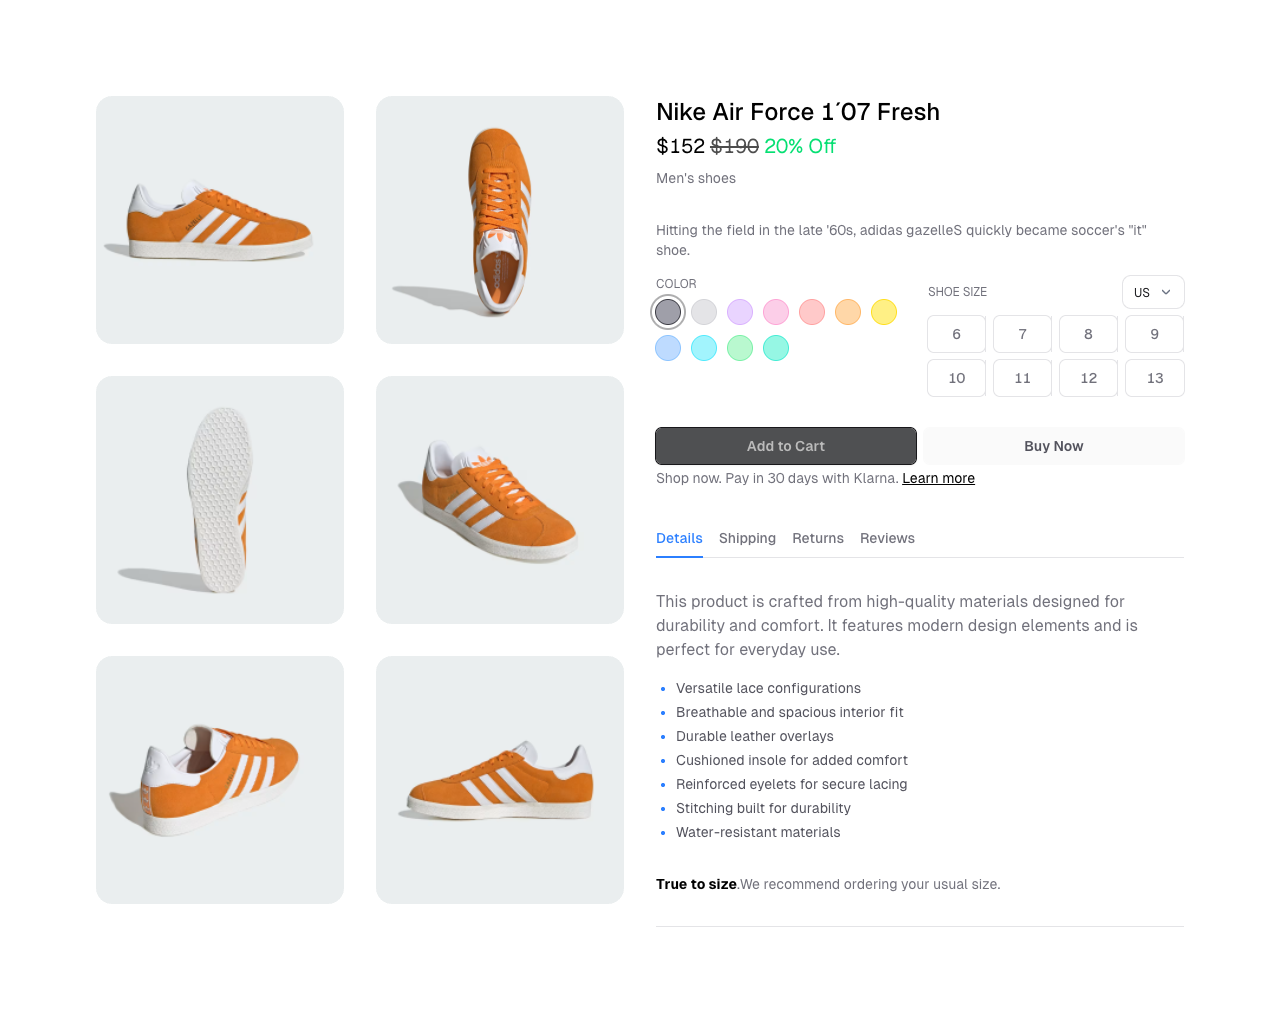 Nike Air Force 1´07 Fresh
$152 $190 20% Off
Men's shoes
Hitting the field in the late '60s, adidas gazelleS quickly became soccer's "it"
shoe.
COLOR
SHOE SIZE
US
6 7 8 9
10 11 12 13
Add to Cart Buy Now
Shop now. Pay in 30 days with Klarna. Learn more
Details Shipping Returns Reviews
This product is crafted from high-quality materials designed for
durability and comfort. It features modern design elements and is
perfect for everyday use.
Versatile lace configurations
Breathable and spacious interior fit
Durable leather overlays
Cushioned insole for added comfort
Reinforced eyelets for secure lacing
Stitching built for durability
Water-resistant materials
True to size.We recommend ordering your usual size.
adidas